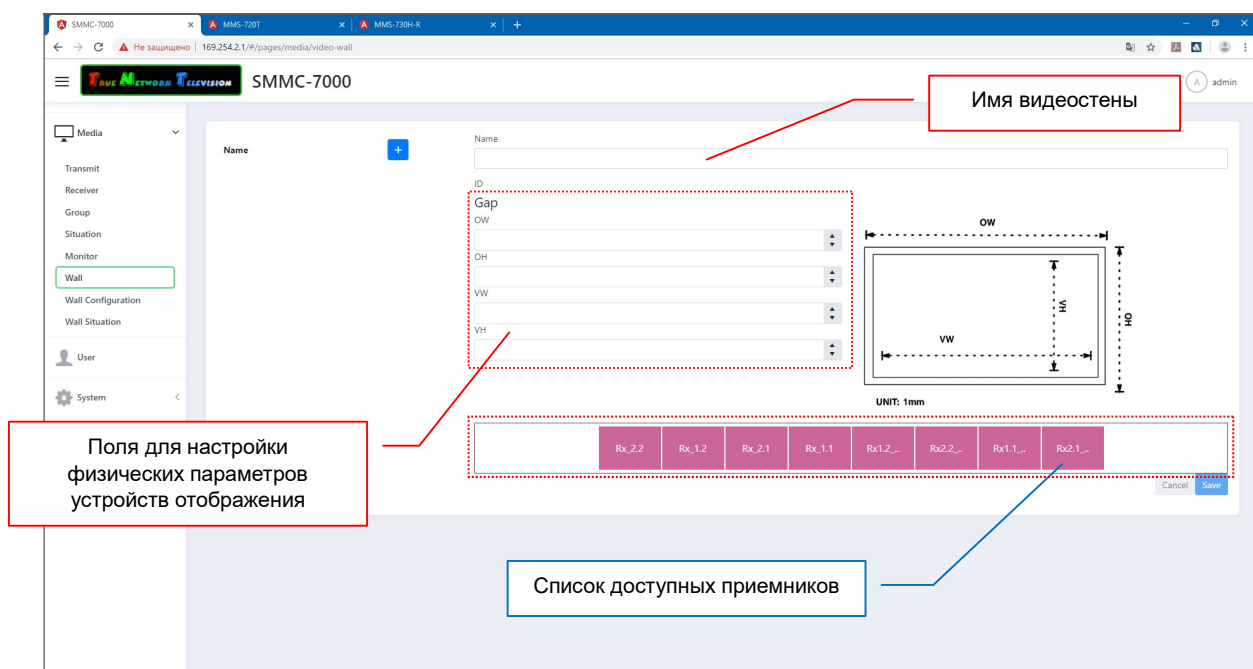 SMMC-7000
MMS-720T
MMS-730H-R
Не защищено
169.254.2.1/#/pages/media/video-wall
TRUE NETWORK TELEVISION
SMMC-7000
A
admin
Имя видеостены
Media
Transmit
Receiver
Group
Situation
Monitor
Wall
Wall Configuration
Wall Situation
User
System
Name
+
Name
ID
Gap
OW
OH
VW
VH
OW
VH
OH
VW
UNIT: 1mm
Поля для настройки
физических параметров
устройств отображения
Rx_2.2
Rx_1.2
Rx_2.1
Rx_1.1
Rx1.2_..
Rx2.2_..
Rx1.1_..
Rx2.1_..
Cancel
Save
Список доступных приемников